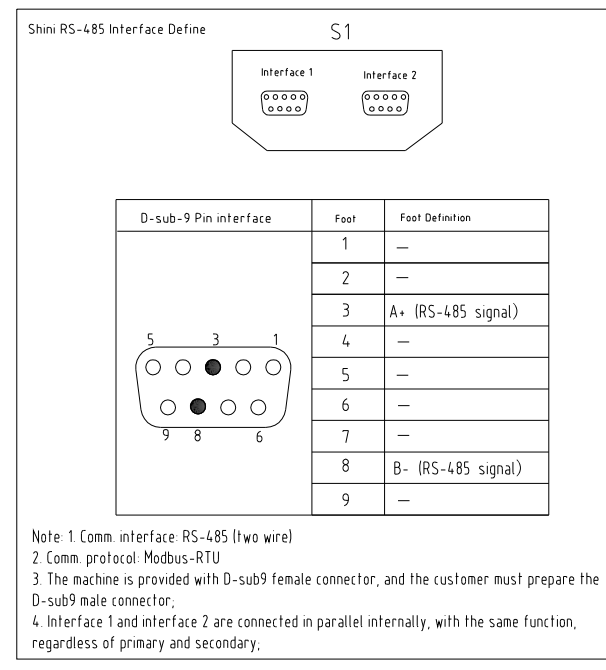 Shini RS-485 Interface Define
S1
Interface 1 Interface 2
D-sub-9 Pin interface Foot Foot Definition
1 —
2 —
3 A+ (RS-485 signal)
4 —
5 —
6 —
7 —
8 B- (RS-485 signal)
9 —
5 3 1
9 8 6
Note: 1. Comm. interface: RS-485 (two wire)
2. Comm. protocol: Modbus-RTU
3. The machine is provided with D-sub9 female connector, and the customer must prepare the
D-sub9 male connector;
4. Interface 1 and interface 2 are connected in parallel internally, with the same function,
regardless of primary and secondary;